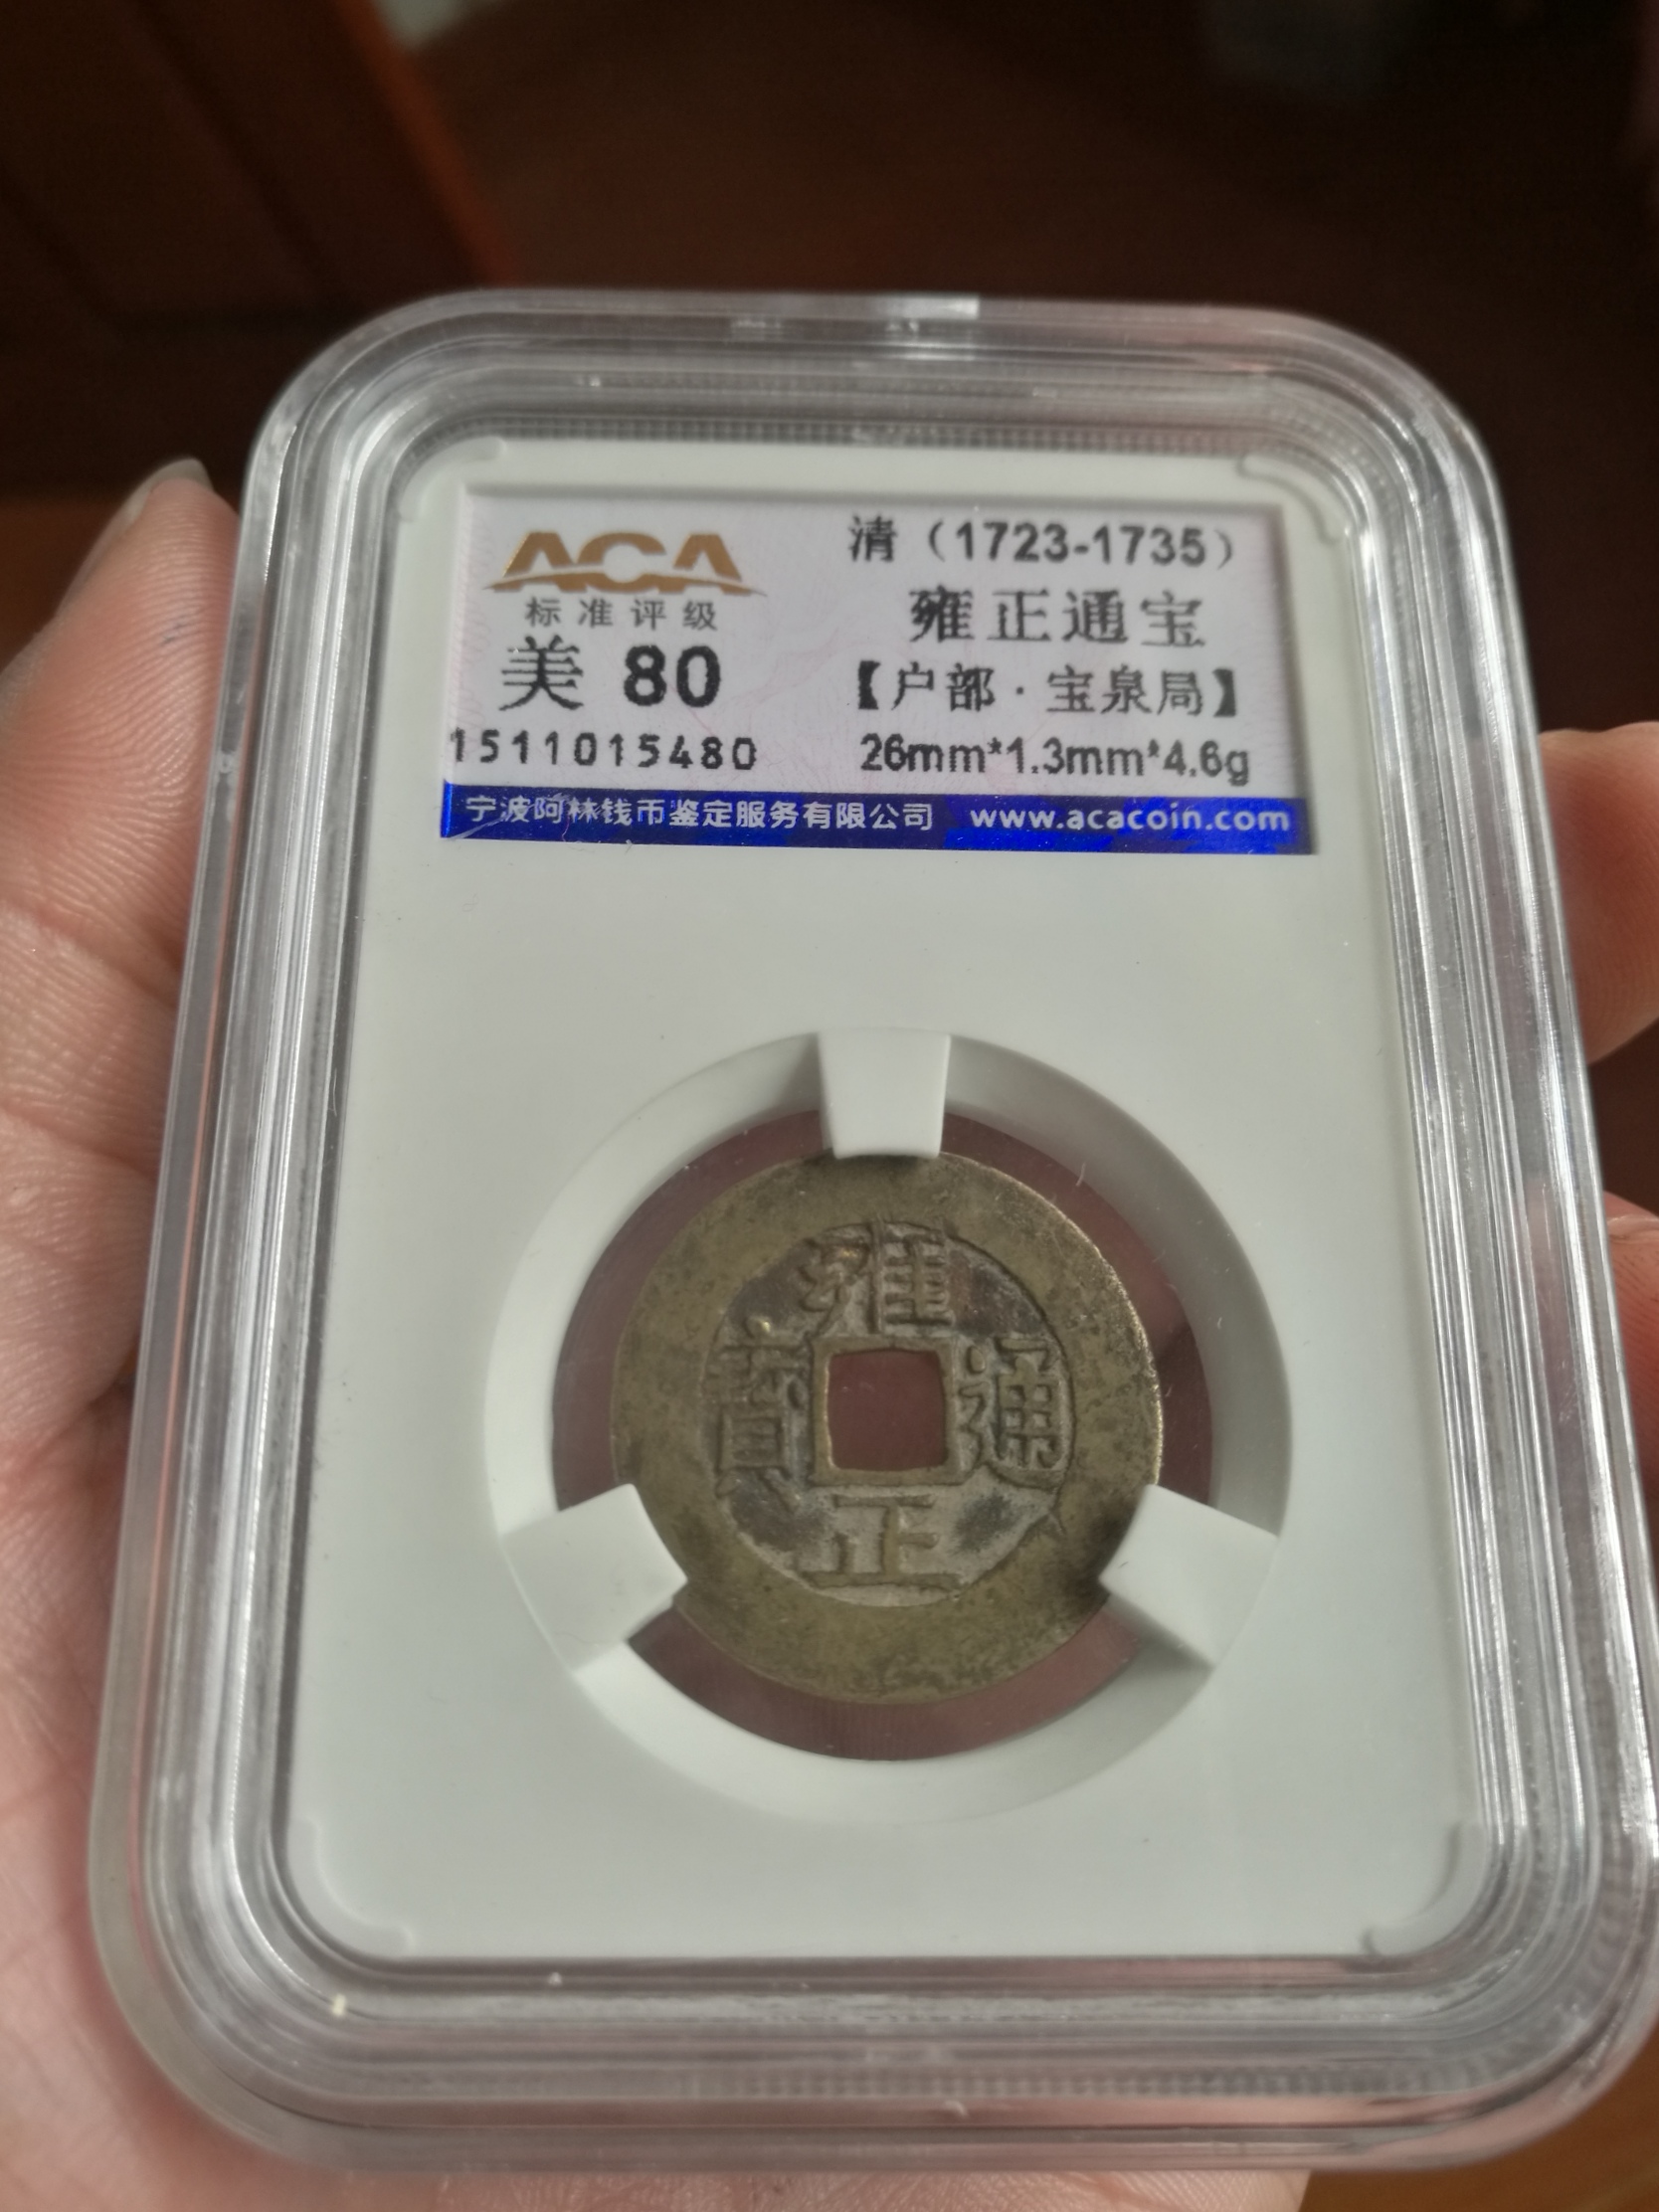 ACA
标准评级
美 80
1511015480
清（1723-1735）
雍正通宝
【户部·宝泉局】
26mm*1.3mm*4.6g
宁波阿林钱币鉴定服务有限公司 www.acacoin.com
雍
正
通
寶